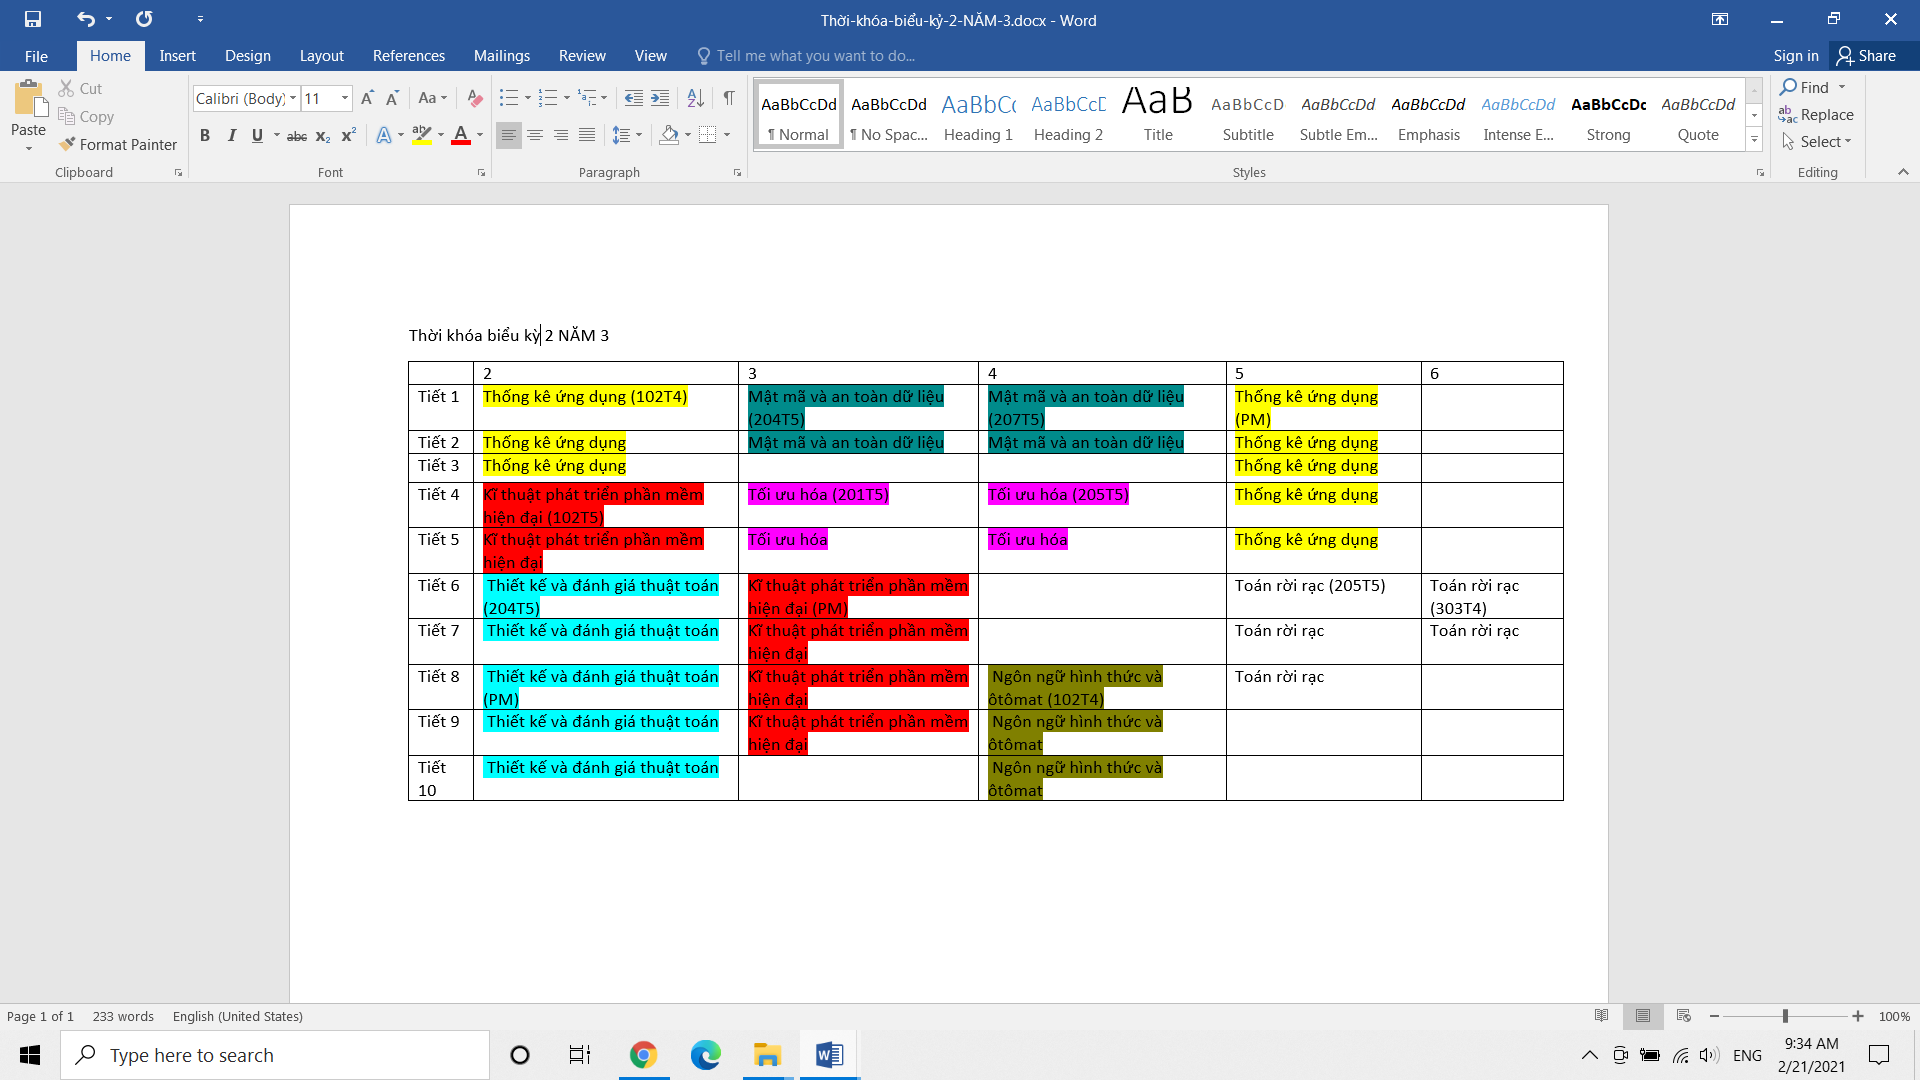 Thời-khóa-biểu-kỳ-2-NĂM-3.docx - Word
File Home Insert Design Layout References Mailings Review View Tell me what you want to do... Sign in Share
Cut
Copy
Paste
Format Painter
Clipboard
Calibri (Body) 11
Font
Paragraph
AaBbCcDd AaBbCcDd AaBbCc AaBbCcD AaB AaBbCcD AaBbCcDd AaBbCcDd AaBbCcDd AaBbCcDc AaBbCcDd
¶ Normal ¶ No Spac... Heading 1 Heading 2 Title Subtitle Subtle Em... Emphasis Intense E... Strong Quote
Styles
Find
Replace
Select
Editing
Thời khóa biểu kỳ 2 NĂM 3
2 3 4 5 6
Tiết 1 Thống kê ứng dụng (102T4) Mật mã và an toàn dữ liệu Mật mã và an toàn dữ liệu Thống kê ứng dụng
(204T5) (207T5) (PM)
Tiết 2 Thống kê ứng dụng Mật mã và an toàn dữ liệu Mật mã và an toàn dữ liệu Thống kê ứng dụng
Tiết 3 Thống kê ứng dụng Thống kê ứng dụng
Tiết 4 Kĩ thuật phát triển phần mềm Tối ưu hóa (201T5) Tối ưu hóa (205T5) Thống kê ứng dụng
hiện đại (102T5)
Tiết 5 Kĩ thuật phát triển phần mềm Tối ưu hóa Tối ưu hóa Thống kê ứng dụng
hiện đại
Tiết 6 Thiết kế và đánh giá thuật toán Kĩ thuật phát triển phần mềm Toán rời rạc (205T5) Toán rời rạc
(204T5) hiện đại (PM) (303T4)
Tiết 7 Thiết kế và đánh giá thuật toán Kĩ thuật phát triển phần mềm Toán rời rạc Toán rời rạc
hiện đại
Tiết 8 Thiết kế và đánh giá thuật toán Kĩ thuật phát triển phần mềm Ngôn ngữ hình thức và Toán rời rạc
(PM) hiện đại ôtômat (102T4)
Tiết 9 Thiết kế và đánh giá thuật toán Kĩ thuật phát triển phần mềm Ngôn ngữ hình thức và
hiện đại ôtômat
Tiết Thiết kế và đánh giá thuật toán Ngôn ngữ hình thức và
10 ôtômat
Page 1 of 1 233 words English (United States) 100%
Type here to search
ENG
9:34 AM
2/21/2021